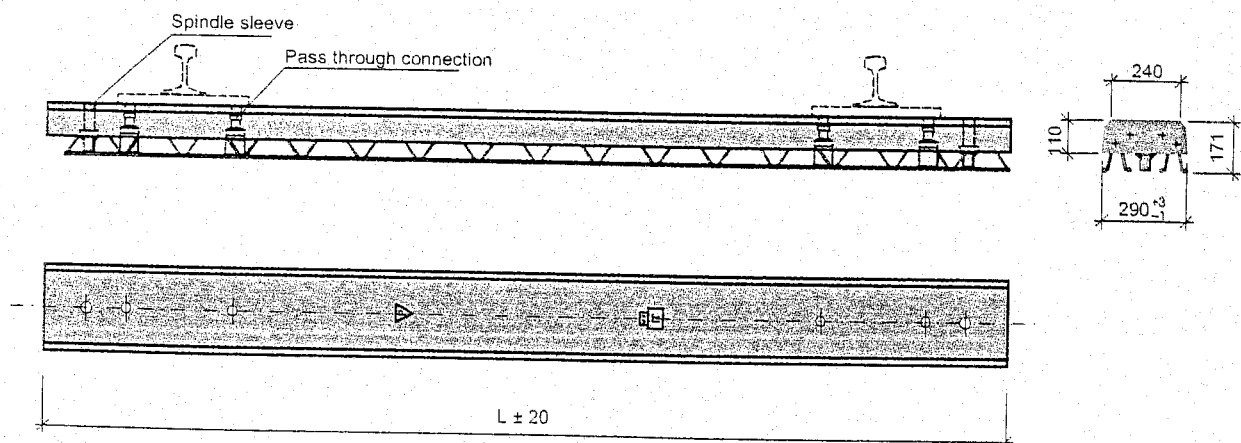 Spindle sleeve
Pass through connection
240
110
171
290 +3 -1
L ± 20